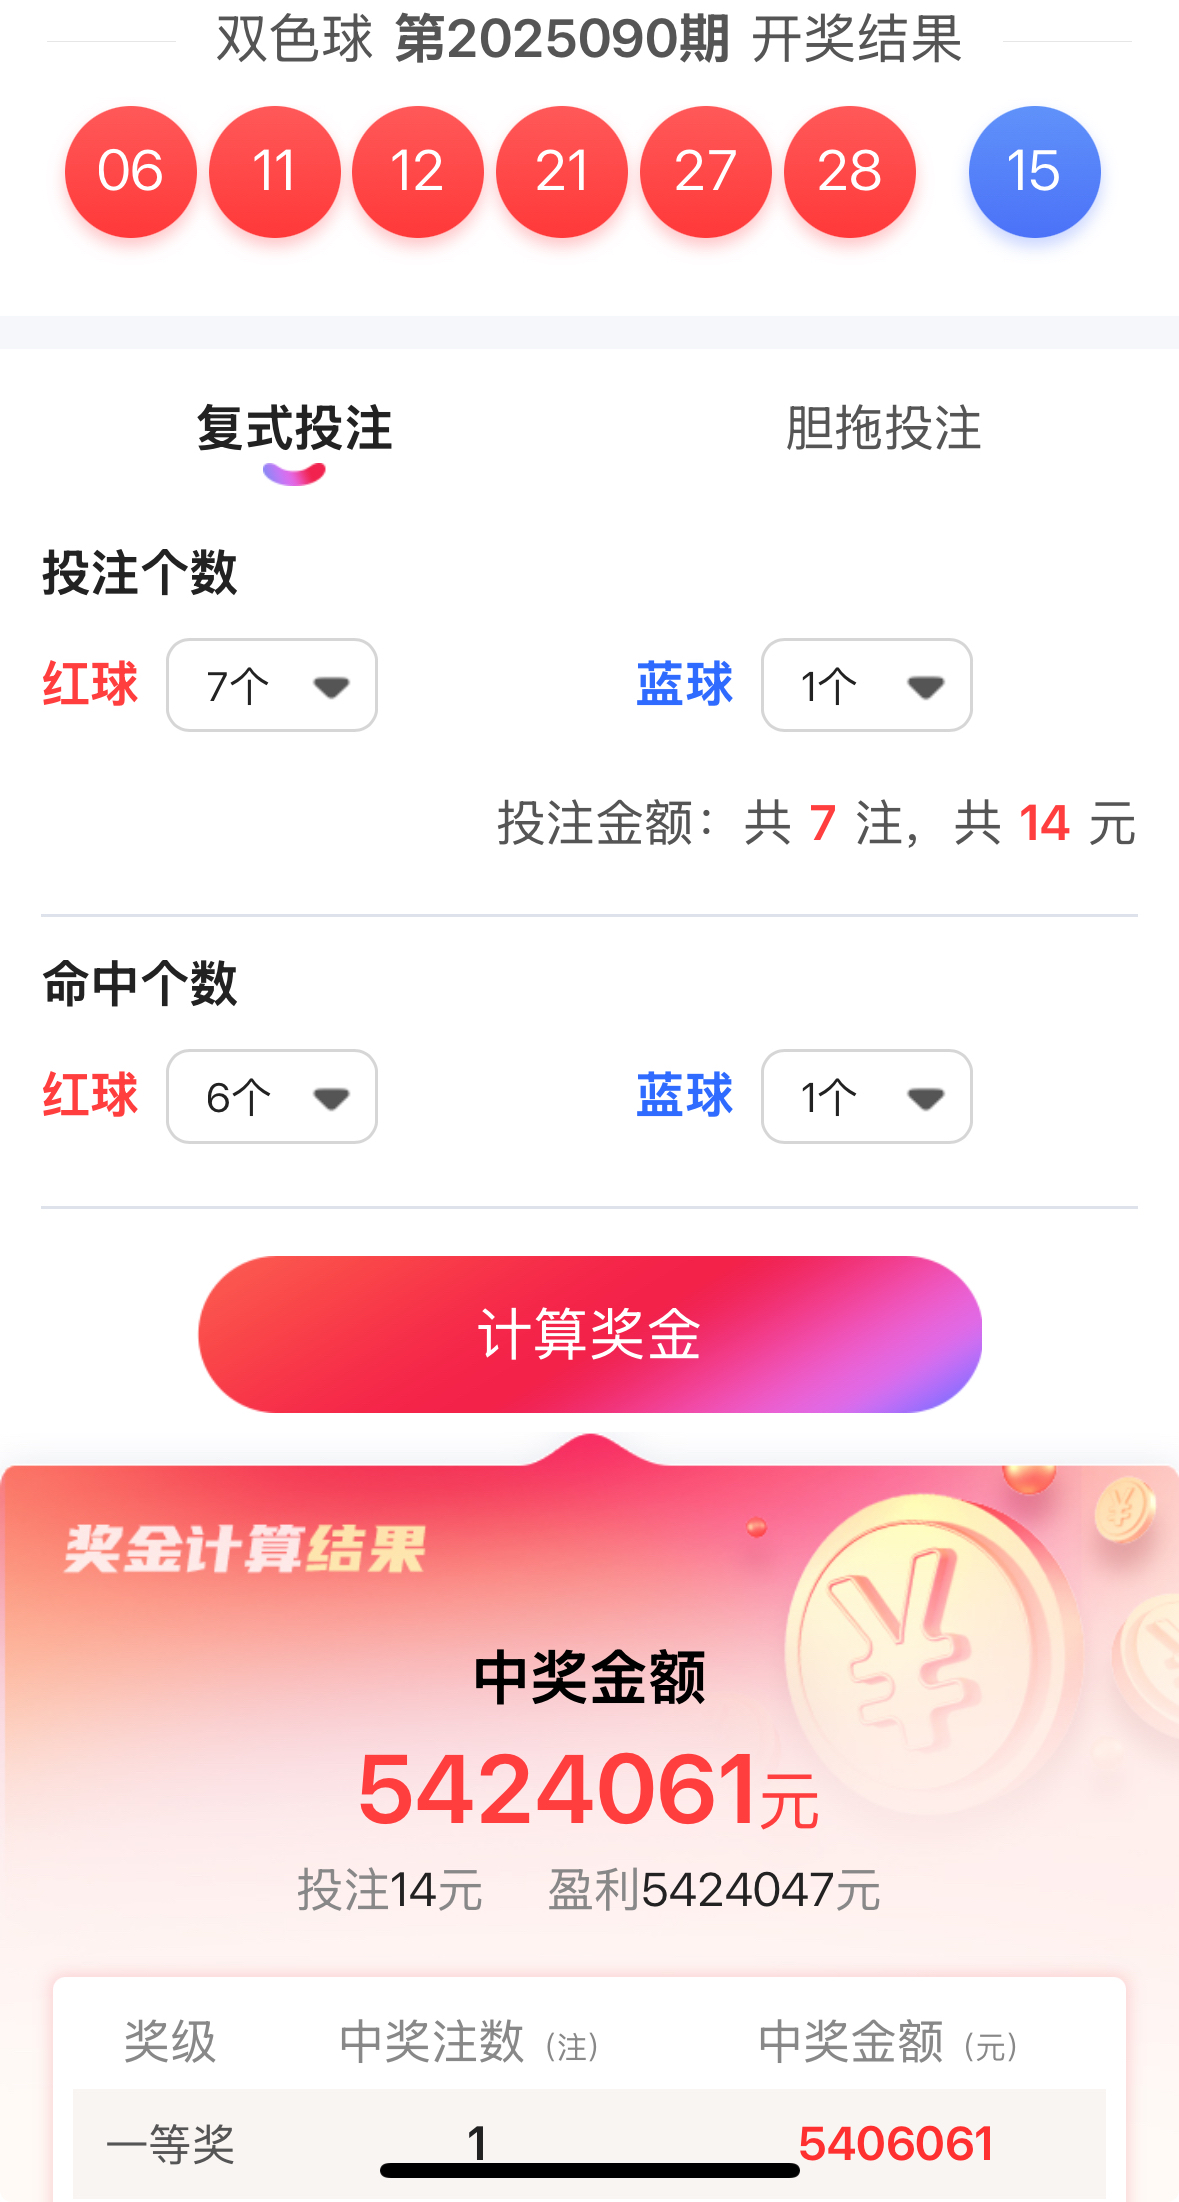 双色球 第2025090期 开奖结果
06 11 12 21 27 28 15
复式投注 胆拖投注
投注个数
红球 7个 蓝球 1个
投注金额：共 7 注，共 14 元
命中个数
红球 6个 蓝球 1个
计算奖金
奖金计算结果
中奖金额
5424061元
投注14元 盈利5424047元
奖级 中奖注数（注） 中奖金额（元）
一等奖 1 5406061